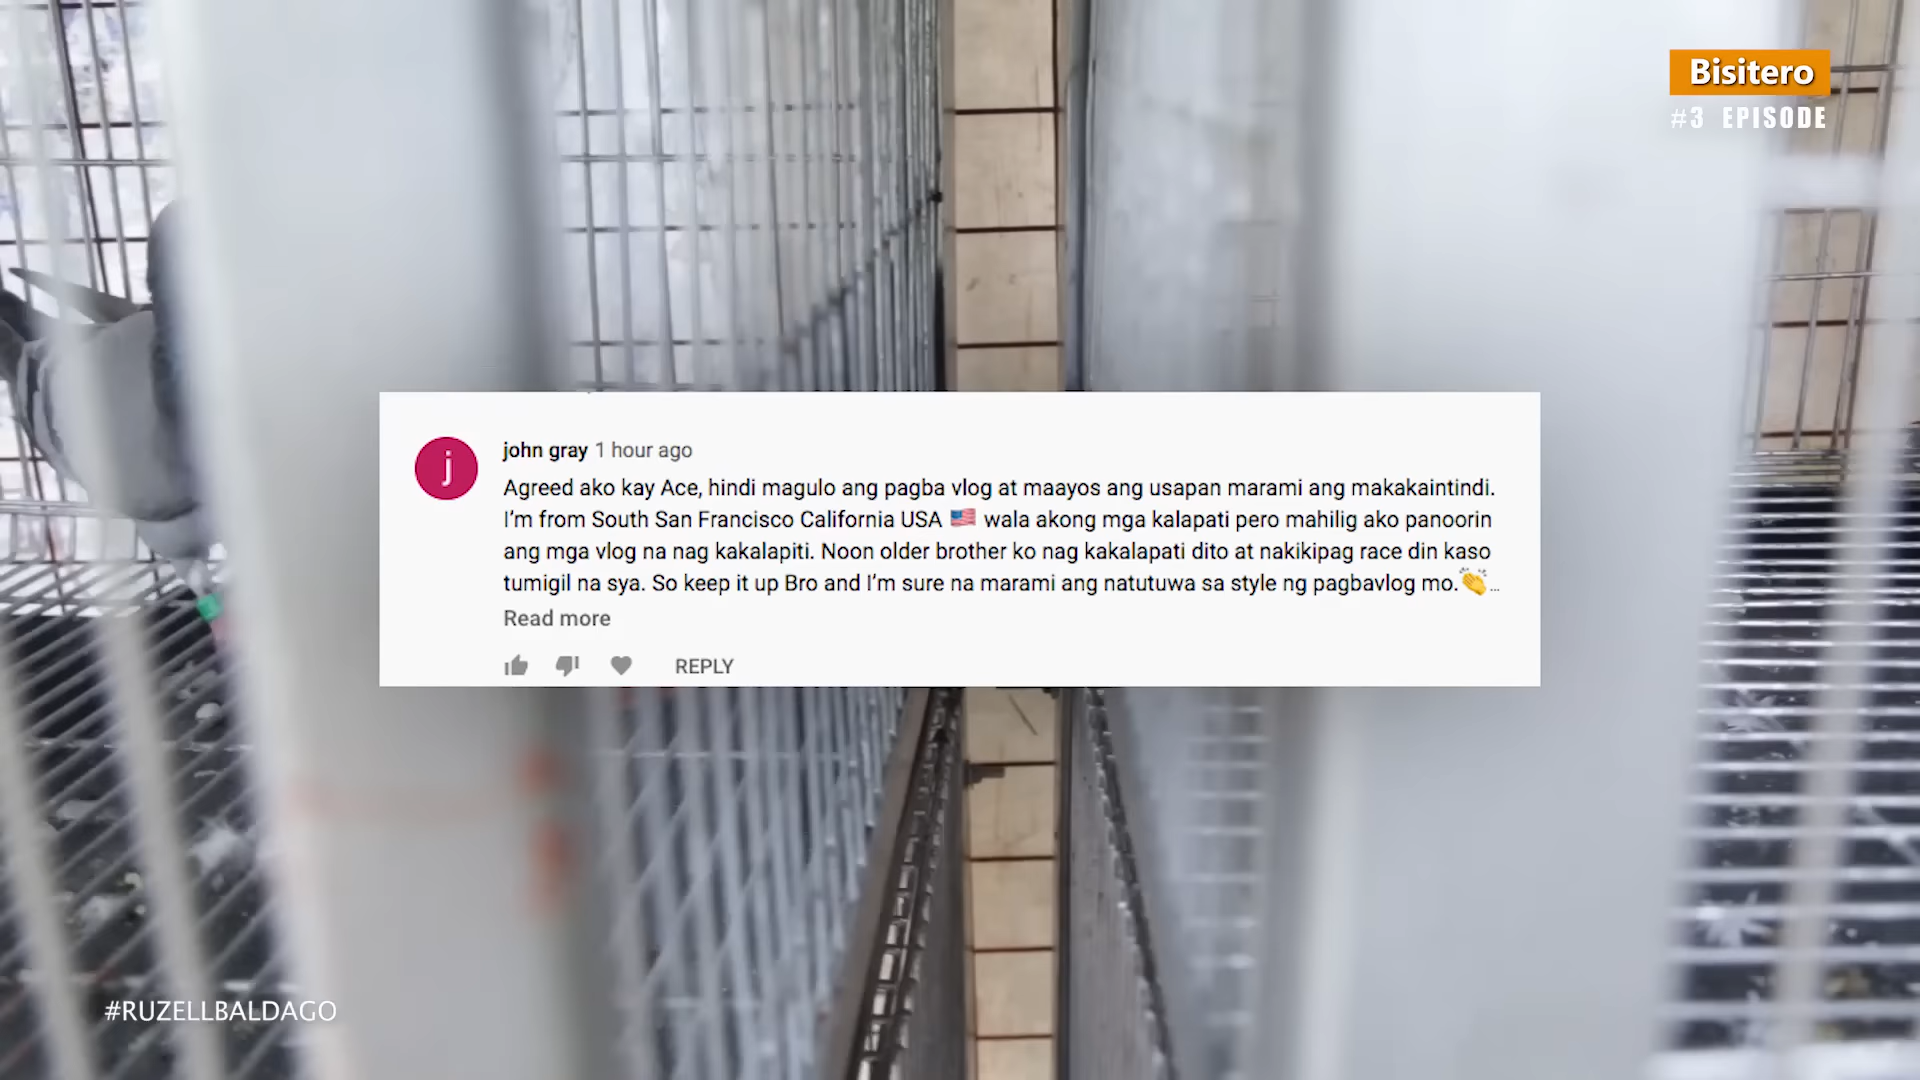 Bisitero
#3 EPISODE
j
john gray 1 hour ago
Agreed ako kay Ace, hindi magulo ang pagba vlog at maayos ang usapan marami ang makakaintindi.
I'm from South San Francisco California USA 🇺🇸 wala akong mga kalapati pero mahilig ako panoorin
ang mga vlog na nag kakalapiti. Noon older brother ko nag kakalapati dito at nakikipag race din kaso
tumigil na sya. So keep it up Bro and I'm sure na marami ang natutuwa sa style ng pagbavlog mo.👏...
Read more
REPLY
#RUZELLBALDAGO